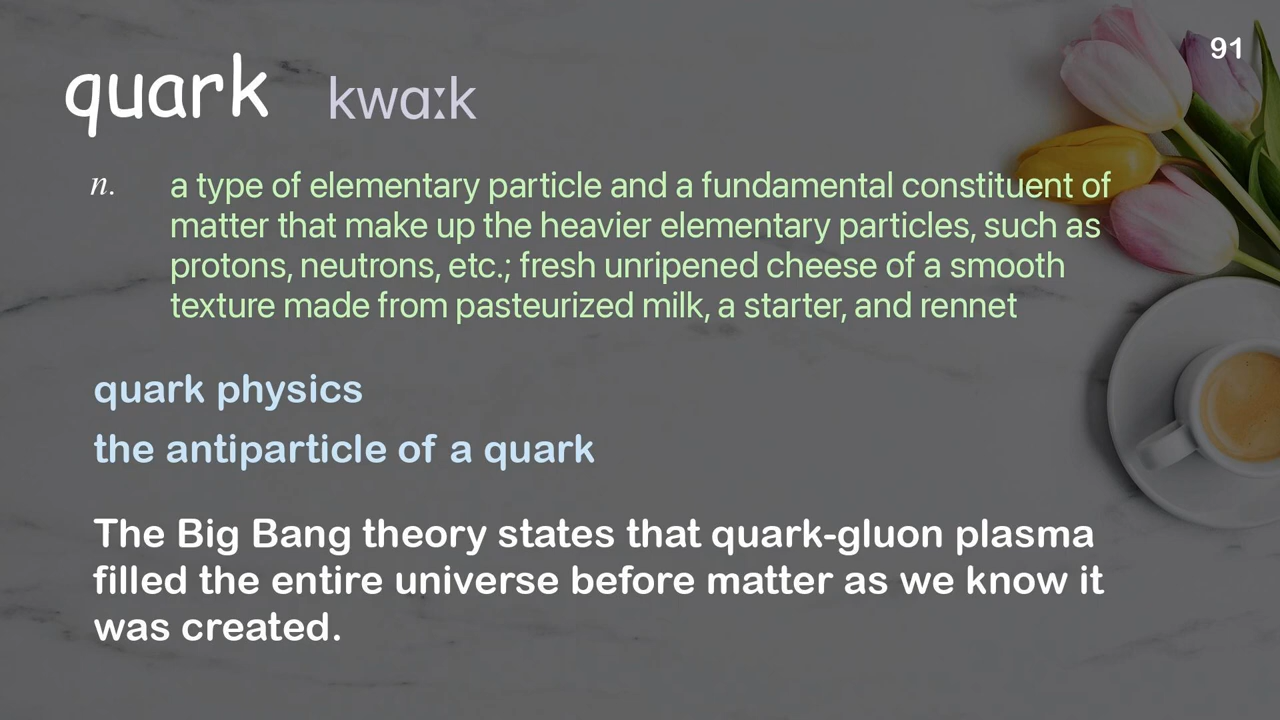 91
quark kwɑːk
n. a type of elementary particle and a fundamental constituent of
matter that make up the heavier elementary particles, such as
protons, neutrons, etc.; fresh unripened cheese of a smooth
texture made from pasteurized milk, a starter, and rennet
quark physics
the antiparticle of a quark
The Big Bang theory states that quark-gluon plasma
filled the entire universe before matter as we know it
was created.